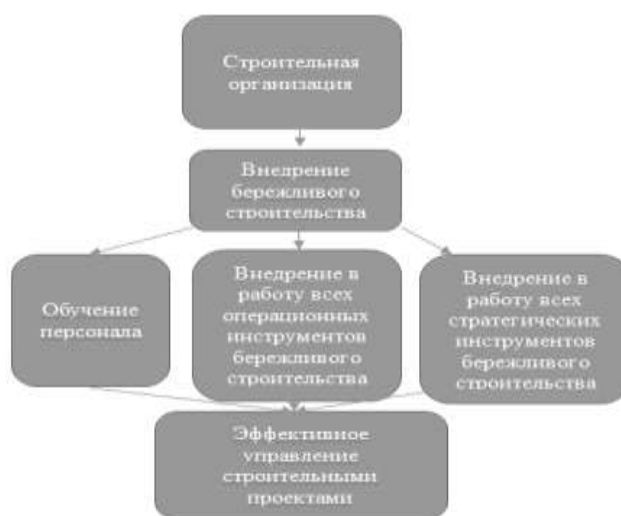 Строительная
организация
Внедрение
бережливого
строительства
Обучение
персонала
Внедрение в
работу всех
операционных
инструментов
бережливого
строительства
Внедрение в
работу всех
стратегических
инструментов
бережливого
строительства
Эффективное
управление
строительными
проектами